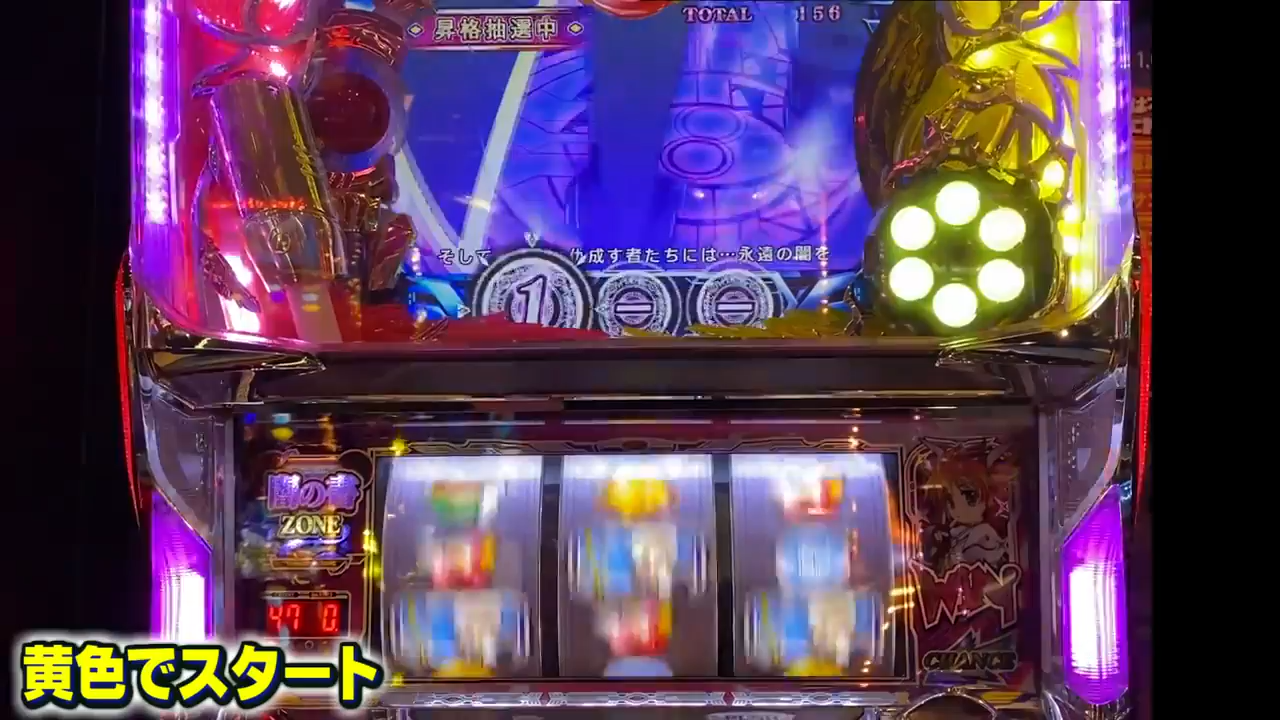 昇格抽選中
TOTAL 156
そして
成す者たちには…永遠の闇を
1
闇の書
ZONE
47 0
CHANCE
黄色でスタート